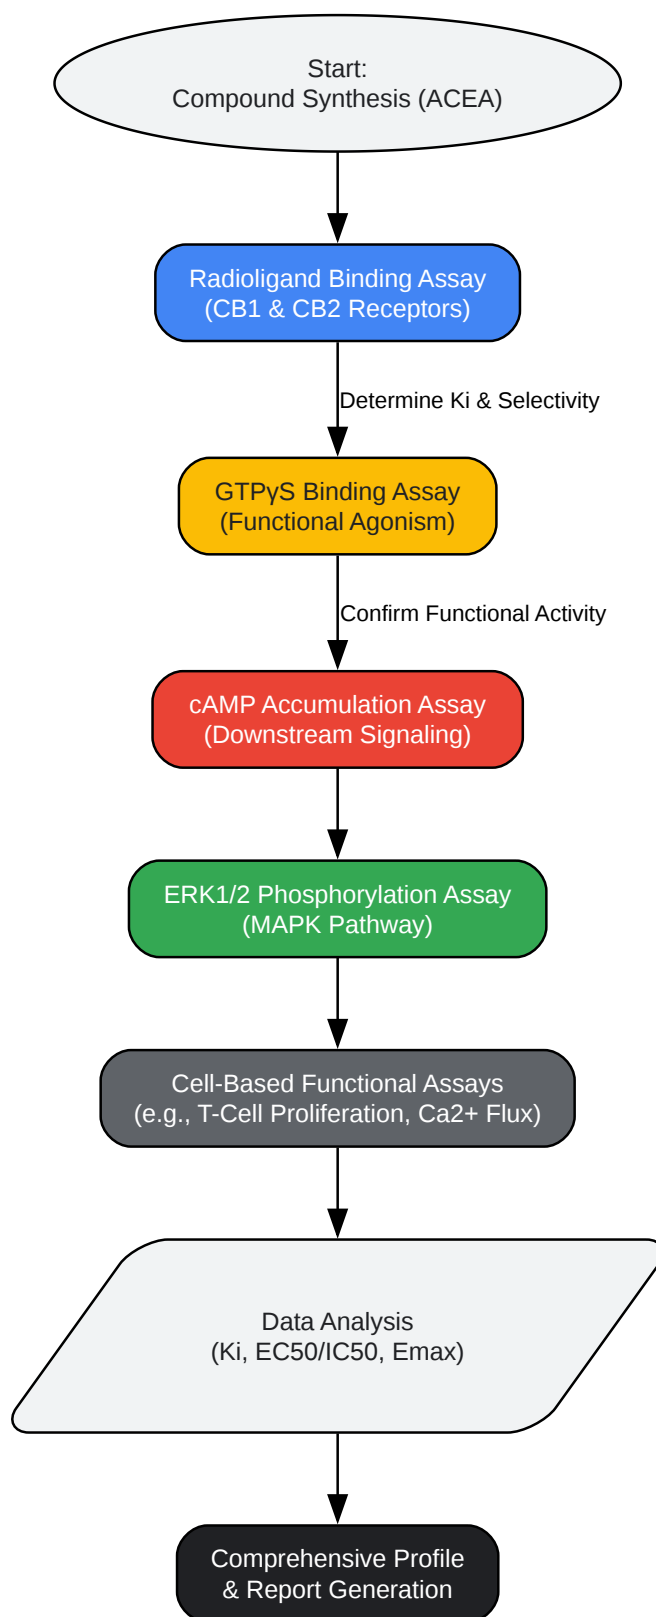 Start:
Compound Synthesis (ACEA)
Radioligand Binding Assay
(CB1 & CB2 Receptors)
Determine Ki & Selectivity
GTPγS Binding Assay
(Functional Agonism)
Confirm Functional Activity
cAMP Accumulation Assay
(Downstream Signaling)
ERK1/2 Phosphorylation Assay
(MAPK Pathway)
Cell-Based Functional Assays
(e.g., T-Cell Proliferation, Ca2+ Flux)
Data Analysis
(Ki, EC50/IC50, Emax)
Comprehensive Profile
& Report Generation